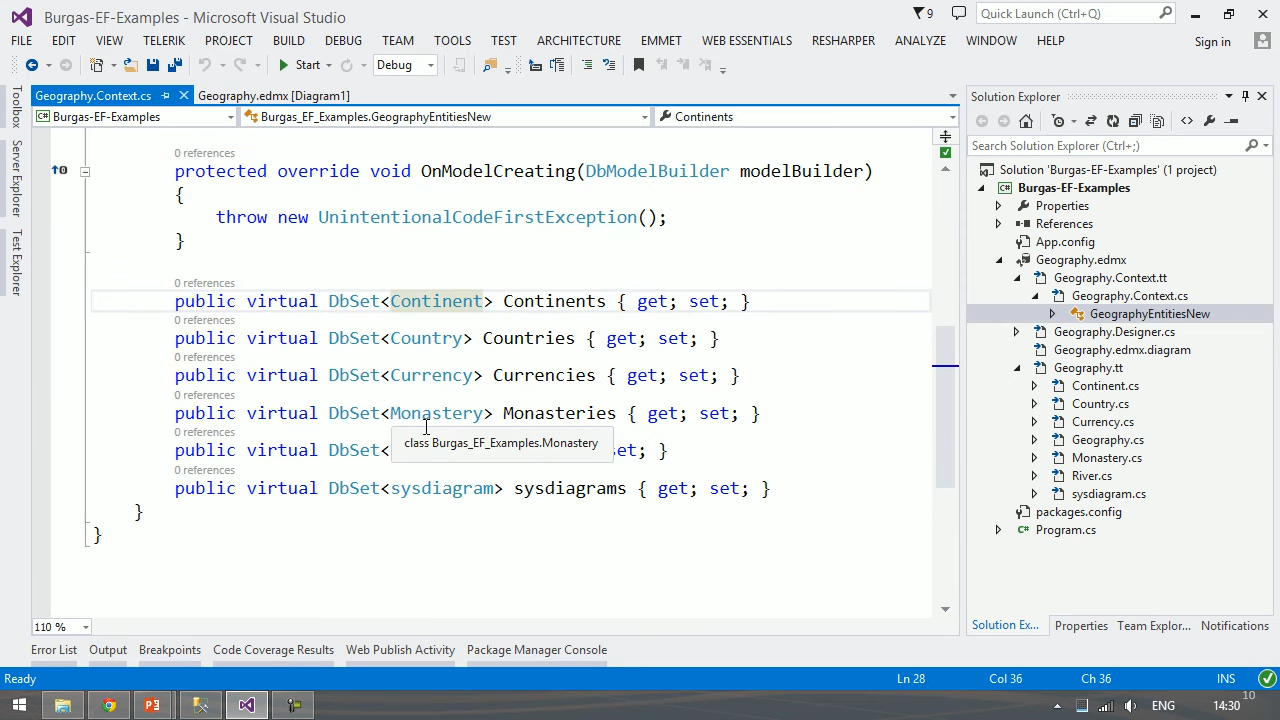 Burgas-EF-Examples - Microsoft Visual Studio
9
Quick Launch (Ctrl+Q)
FILE EDIT VIEW TELERIK PROJECT BUILD DEBUG TEAM TOOLS TEST ARCHITECTURE EMMET WEB ESSENTIALS RESHARPER ANALYZE WINDOW HELP
Sign in
Start
Debug
Toolbox
Server Explorer
Test Explorer
Geography.Context.cs
Geography.edmx [Diagram1]
Burgas-EF-Examples
Burgas_EF_Examples.GeographyEntitiesNew
Continents
0 references
protected override void OnModelCreating(DbModelBuilder modelBuilder)
{
throw new UnintentionalCodeFirstException();
}
0 references
public virtual DbSet<Continent> Continents { get; set; }
0 references
public virtual DbSet<Country> Countries { get; set; }
0 references
public virtual DbSet<Currency> Currencies { get; set; }
0 references
public virtual DbSet<Monastery> Monasteries { get; set; }
0 references
class Burgas_EF_Examples.Monastery
public virtual DbSet< set; }
0 references
public virtual DbSet<sysdiagram> sysdiagrams { get; set; }
}
}
110 %
Solution Explorer
Search Solution Explorer (Ctrl+;)
Solution 'Burgas-EF-Examples' (1 project)
Burgas-EF-Examples
Properties
References
App.config
Geography.edmx
Geography.Context.tt
Geography.Context.cs
GeographyEntitiesNew
Geography.Designer.cs
Geography.edmx.diagram
Geography.tt
Continent.cs
Country.cs
Currency.cs
Geography.cs
Monastery.cs
River.cs
sysdiagram.cs
packages.config
Program.cs
Solution Ex... Properties Team Explor... Notifications
Error List Output Breakpoints Code Coverage Results Web Publish Activity Package Manager Console
Ready
Ln 28
Col 36
Ch 36
INS
ENG
14:30
10